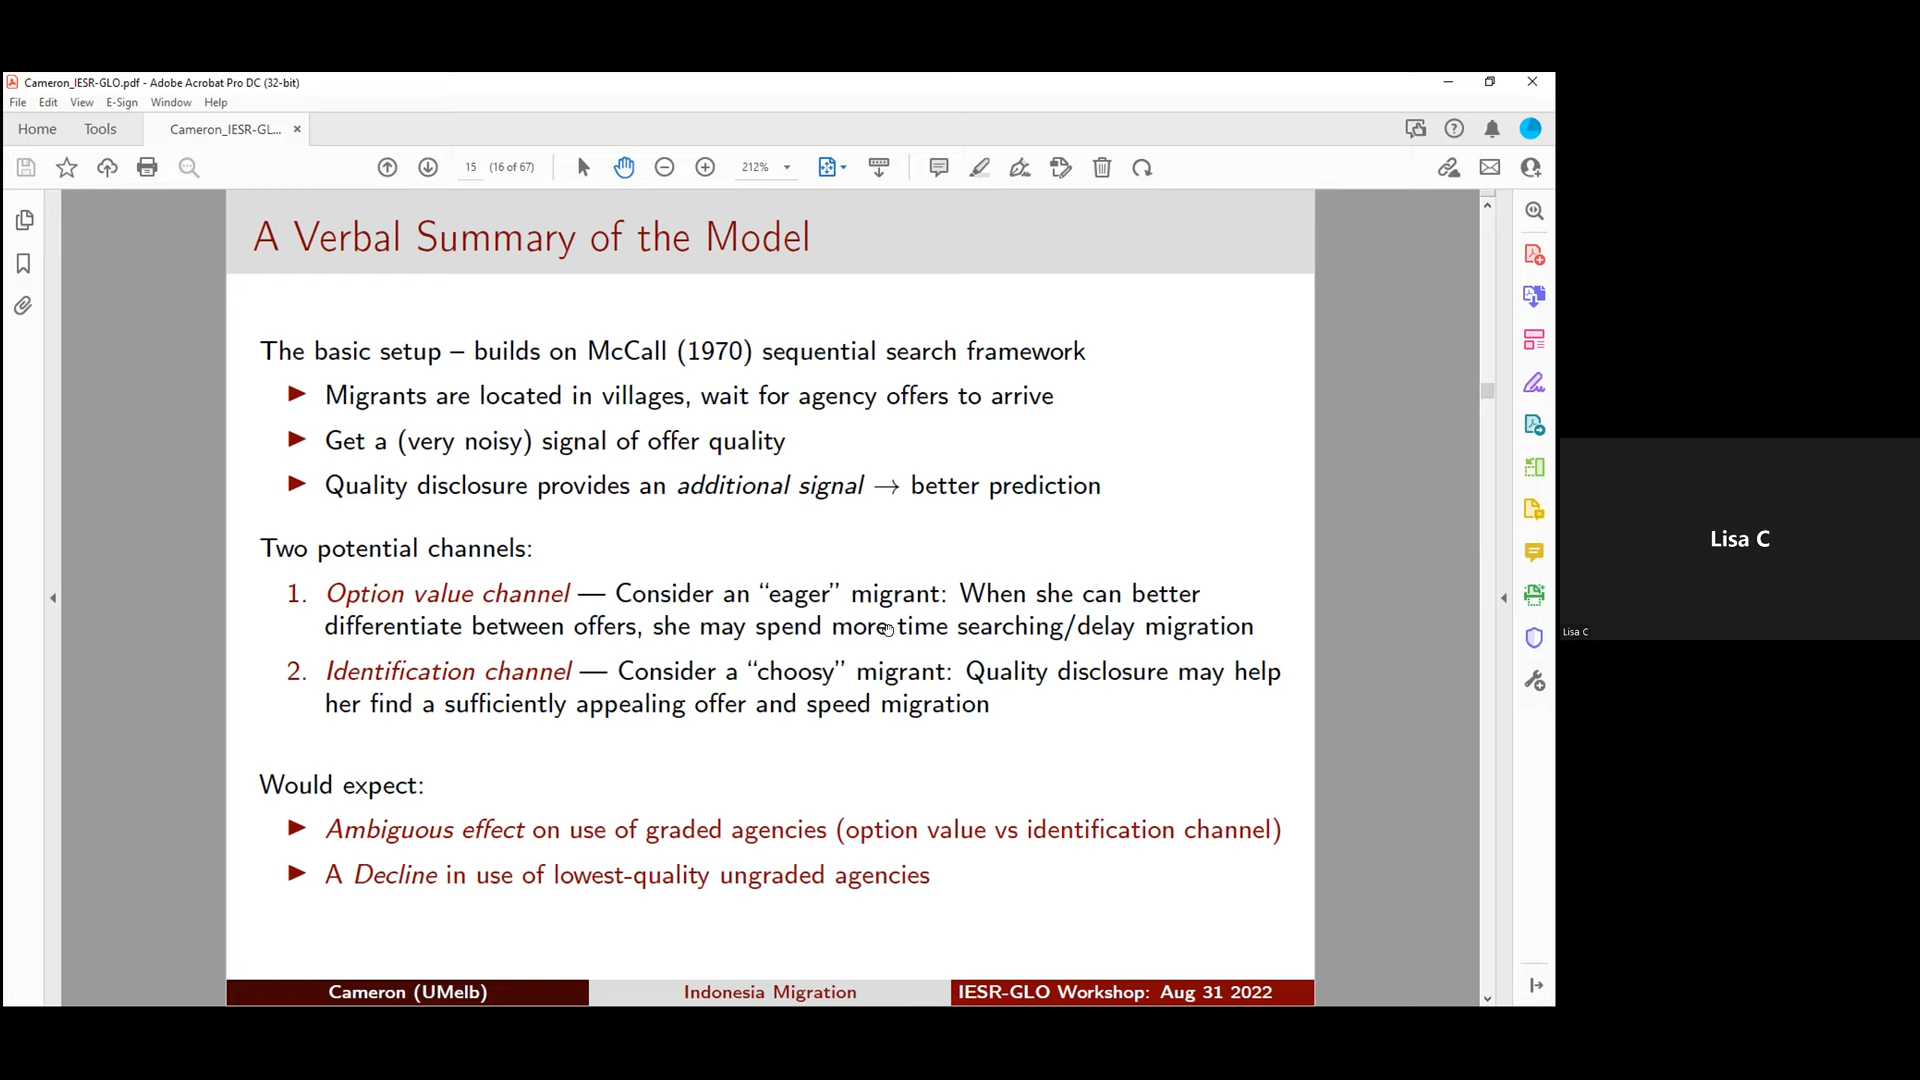 Cameron_IESR-GLO.pdf - Adobe Acrobat Pro DC (32-bit)
File Edit View E-Sign Window Help
Home Tools Cameron_IESR-GL... ×
15 (16 of 67) 212%
A Verbal Summary of the Model
The basic setup – builds on McCall (1970) sequential search framework
▶ Migrants are located in villages, wait for agency offers to arrive
▶ Get a (very noisy) signal of offer quality
▶ Quality disclosure provides an additional signal → better prediction
Two potential channels:
1. Option value channel — Consider an “eager” migrant: When she can better
differentiate between offers, she may spend more time searching/delay migration
2. Identification channel — Consider a “choosy” migrant: Quality disclosure may help
her find a sufficiently appealing offer and speed migration
Would expect:
▶ Ambiguous effect on use of graded agencies (option value vs identification channel)
▶ A Decline in use of lowest-quality ungraded agencies
Cameron (UMelb) Indonesia Migration IESR-GLO Workshop: Aug 31 2022
Lisa C
Lisa C